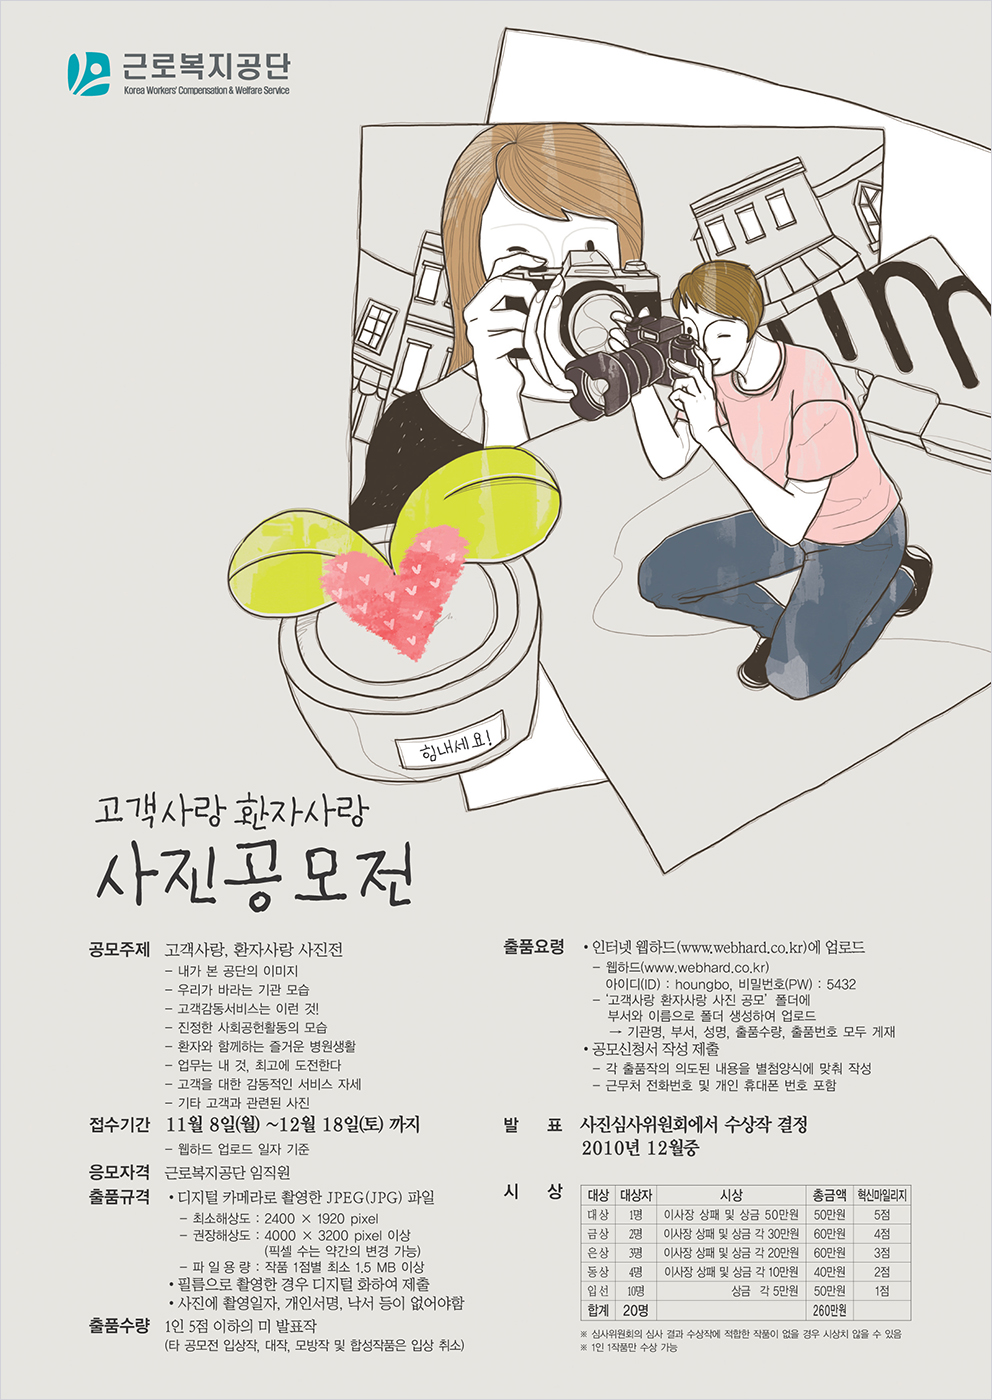 근로복지공단
Korea Workers' Compensation & Welfare Service
um
힘내세요!
고객사랑 환자사랑
사진공모전
공모주제 고객사랑, 환자사랑 사진전
- 내가 본 공단의 이미지
- 우리가 바라는 기관 모습
- 고객감동서비스는 이런 것!
- 진정한 사회공헌활동의 모습
- 환자와 함께하는 즐거운 병원생활
- 업무는 내 것, 최고에 도전한다
- 고객을 대한 감동적인 서비스 자세
- 기타 고객과 관련된 사진
접수기간 11월 8일(월) ~12월 18일(토) 까지
- 웹하드 업로드 일자 기준
응모자격 근로복지공단 임직원
출품규격 • 디지털 카메라로 촬영한 JPEG(JPG) 파일
- 최소해상도 : 2400 × 1920 pixel
- 권장해상도 : 4000 × 3200 pixel 이상
(픽셀 수는 약간의 변경 가능)
- 파 일 용 량 : 작품 1점별 최소 1.5 MB 이상
• 필름으로 촬영한 경우 디지털 화하여 제출
• 사진에 촬영일자, 개인서명, 낙서 등이 없어야함
출품수량 1인 5점 이하의 미 발표작
(타 공모전 입상작, 대작, 모방작 및 합성작품은 입상 취소)
출품요령 • 인터넷 웹하드(www.webhard.co.kr)에 업로드
- 웹하드(www.webhard.co.kr)
아이디(ID) : houngbo, 비밀번호(PW) : 5432
- '고객사랑 환자사랑 사진 공모' 폴더에
부서와 이름으로 폴더 생성하여 업로드
→ 기관명, 부서, 성명, 출품수량, 출품번호 모두 게재
• 공모신청서 작성 제출
- 각 출품작의 의도된 내용을 별첨양식에 맞춰 작성
- 근무처 전화번호 및 개인 휴대폰 번호 포함
발 표 사진심사위원회에서 수상작 결정
2010년 12월중
시 상
대상 대상자 시상 총금액 혁신마일리지
대상 1명 이사장 상패 및 상금 50만원 50만원 5점
금상 2명 이사장 상패 및 상금 각 30만원 60만원 4점
은상 3명 이사장 상패 및 상금 각 20만원 60만원 3점
동상 4명 이사장 상패 및 상금 각 10만원 40만원 2점
입선 10명 상금 각 5만원 50만원 1점
합계 20명 260만원
※ 심사위원회의 심사 결과 수상작에 적합한 작품이 없을 경우 시상치 않을 수 있음
※ 1인 1작품만 수상 가능